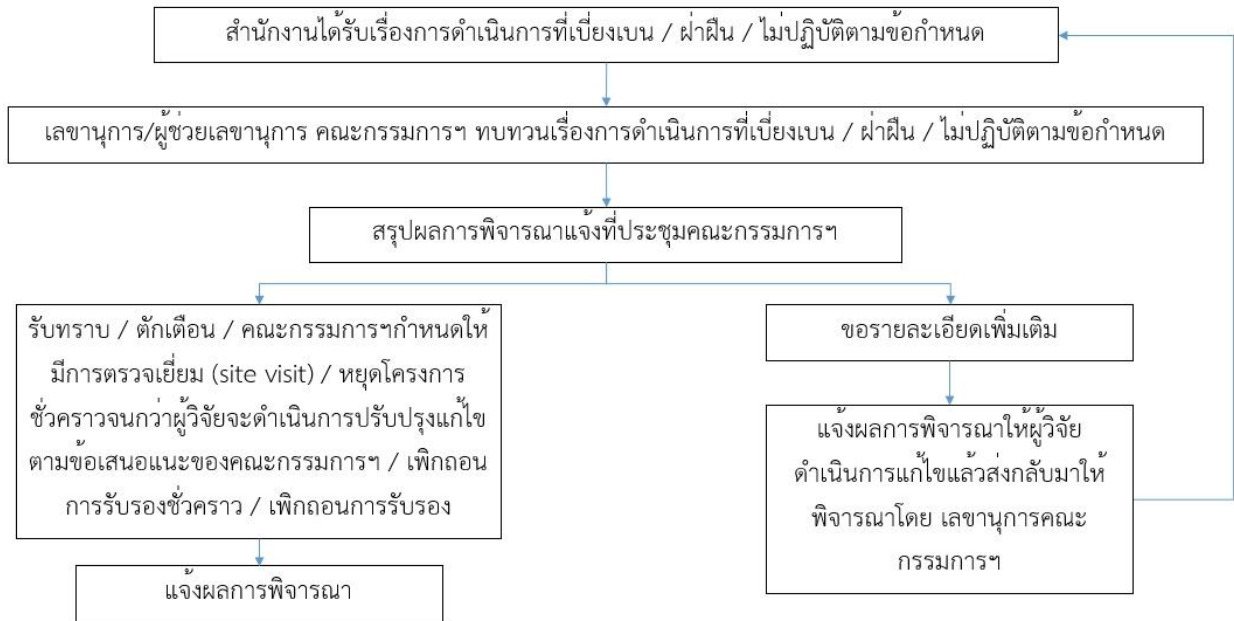 สำนักงานได้รับเรื่องการดำเนินการที่เบี่ยงเบน / ฝ่าฝืน / ไม่ปฏิบัติตามข้อกำหนด
เลขานุการ/ผู้ช่วยเลขานุการ คณะกรรมการฯ ทบทวนเรื่องการดำเนินการที่เบี่ยงเบน / ฝ่าฝืน / ไม่ปฏิบัติตามข้อกำหนด
สรุปผลการพิจารณาแจ้งที่ประชุมคณะกรรมการฯ
รับทราบ / ตักเตือน / คณะกรรมการฯกำหนดให้
มีการตรวจเยี่ยม (site visit) / หยุดโครงการ
ชั่วคราวจนกว่าผู้วิจัยจะดำเนินการปรับปรุงแก้ไข
ตามข้อเสนอแนะของคณะกรรมการฯ / เพิกถอน
การรับรองชั่วคราว / เพิกถอนการรับรอง
แจ้งผลการพิจารณา
ขอรายละเอียดเพิ่มเติม
แจ้งผลการพิจารณาให้ผู้วิจัย
ดำเนินการแก้ไขแล้วส่งกลับมาให้
พิจารณาโดย เลขานุการคณะ
กรรมการฯ